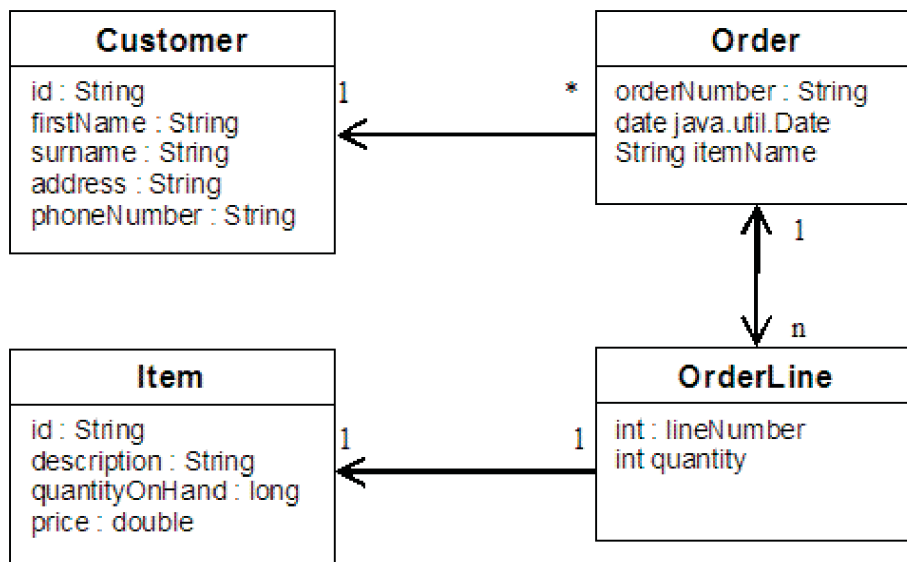 Customer
id : String
firstName : String
surname : String
address : String
phoneNumber : String
1
*
Order
orderNumber : String
date java.util.Date
String itemName
1
n
Item
id : String
description : String
quantityOnHand : long
price : double
1
1
OrderLine
int : lineNumber
int quantity